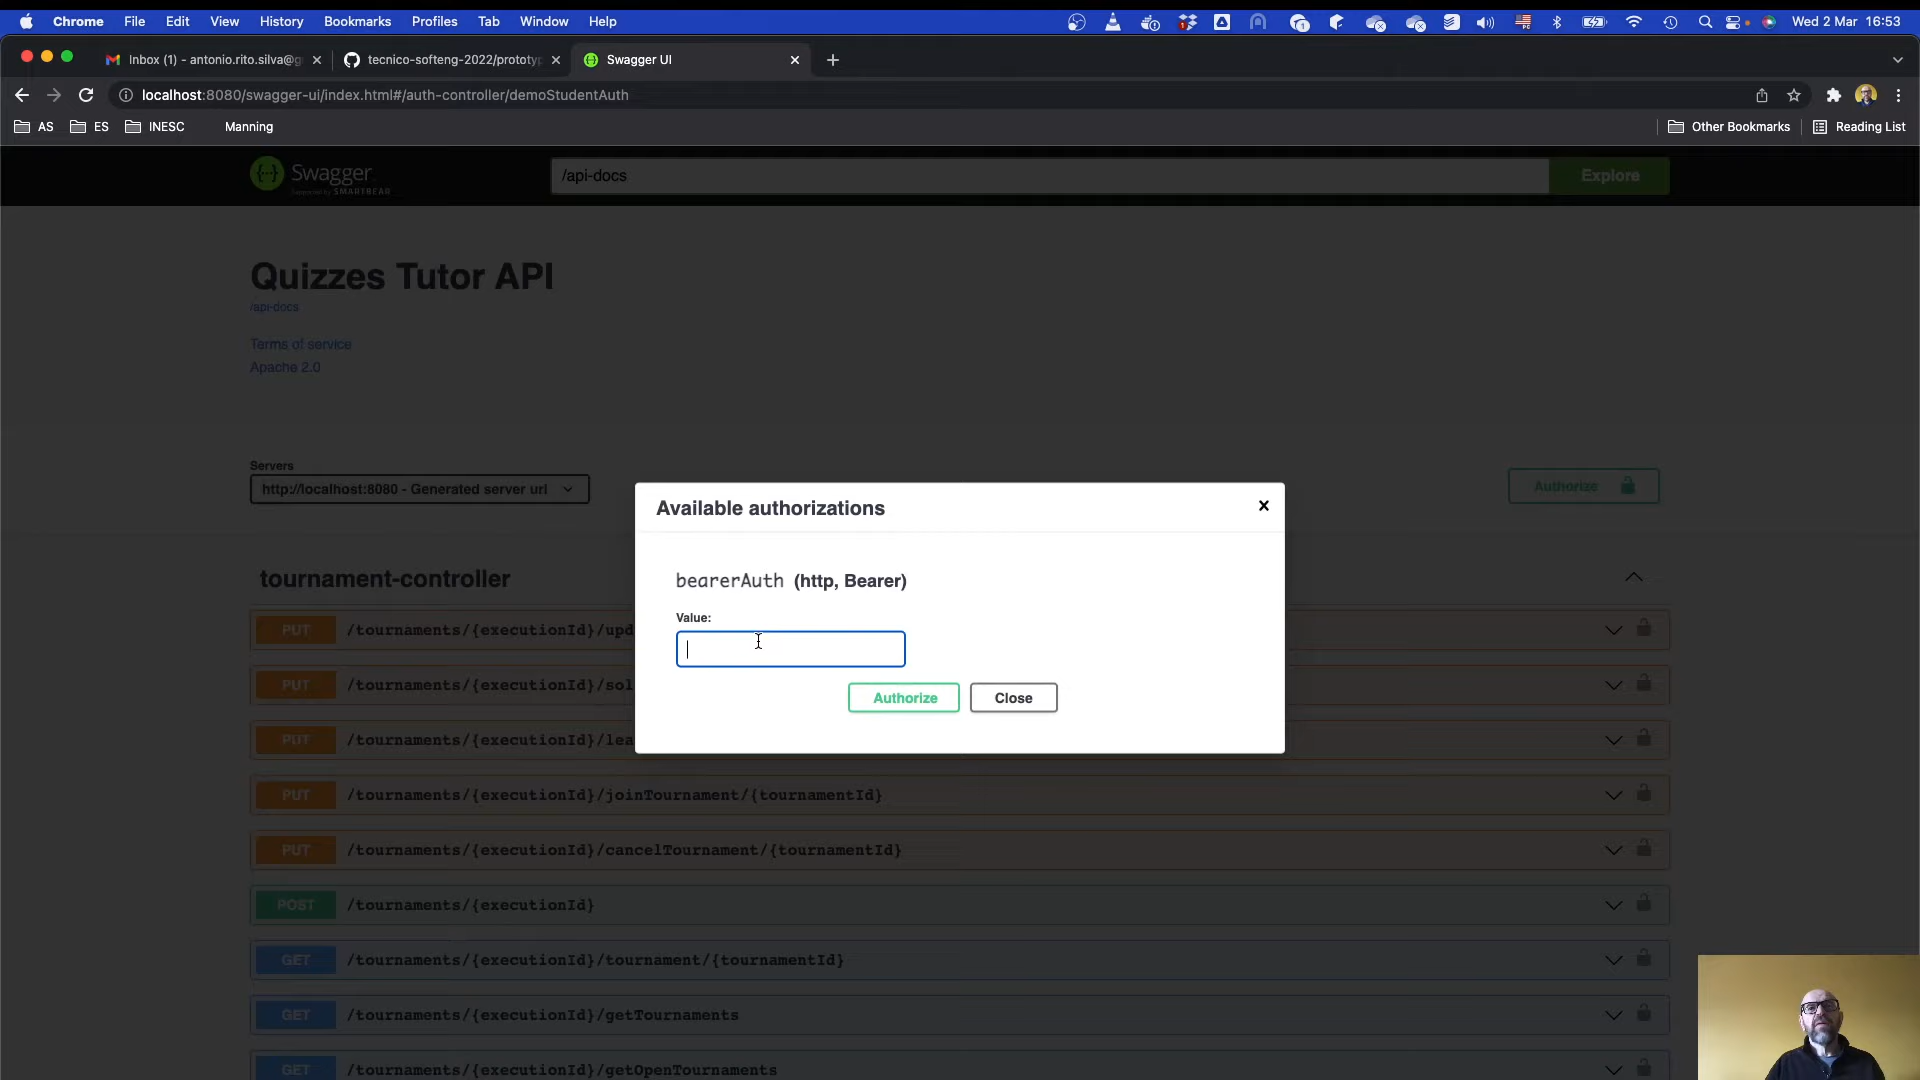 Chrome File Edit View History Bookmarks Profiles Tab Window Help Wed 2 Mar 16:53
Inbox (1) - antonio.rito.silva@g
tecnico-softeng-2022/prototyp
Swagger UI
localhost:8080/swagger-ui/index.html#/auth-controller/demoStudentAuth
AS ES INESC Manning Other Bookmarks Reading List
Swagger
Supported by SMARTBEAR
/api-docs
Explore
Quizzes Tutor API
/api-docs
Terms of service
Apache 2.0
Servers
http://localhost:8080 - Generated server url
Authorize
Available authorizations
bearerAuth (http, Bearer)
Value:
Authorize Close
tournament-controller
PUT /tournaments/{executionId}/upd
PUT /tournaments/{executionId}/sol
PUT /tournaments/{executionId}/lea
PUT /tournaments/{executionId}/joinTournament/{tournamentId}
PUT /tournaments/{executionId}/cancelTournament/{tournamentId}
POST /tournaments/{executionId}
GET /tournaments/{executionId}/tournament/{tournamentId}
GET /tournaments/{executionId}/getTournaments
GET /tournaments/{executionId}/getOpenTournaments